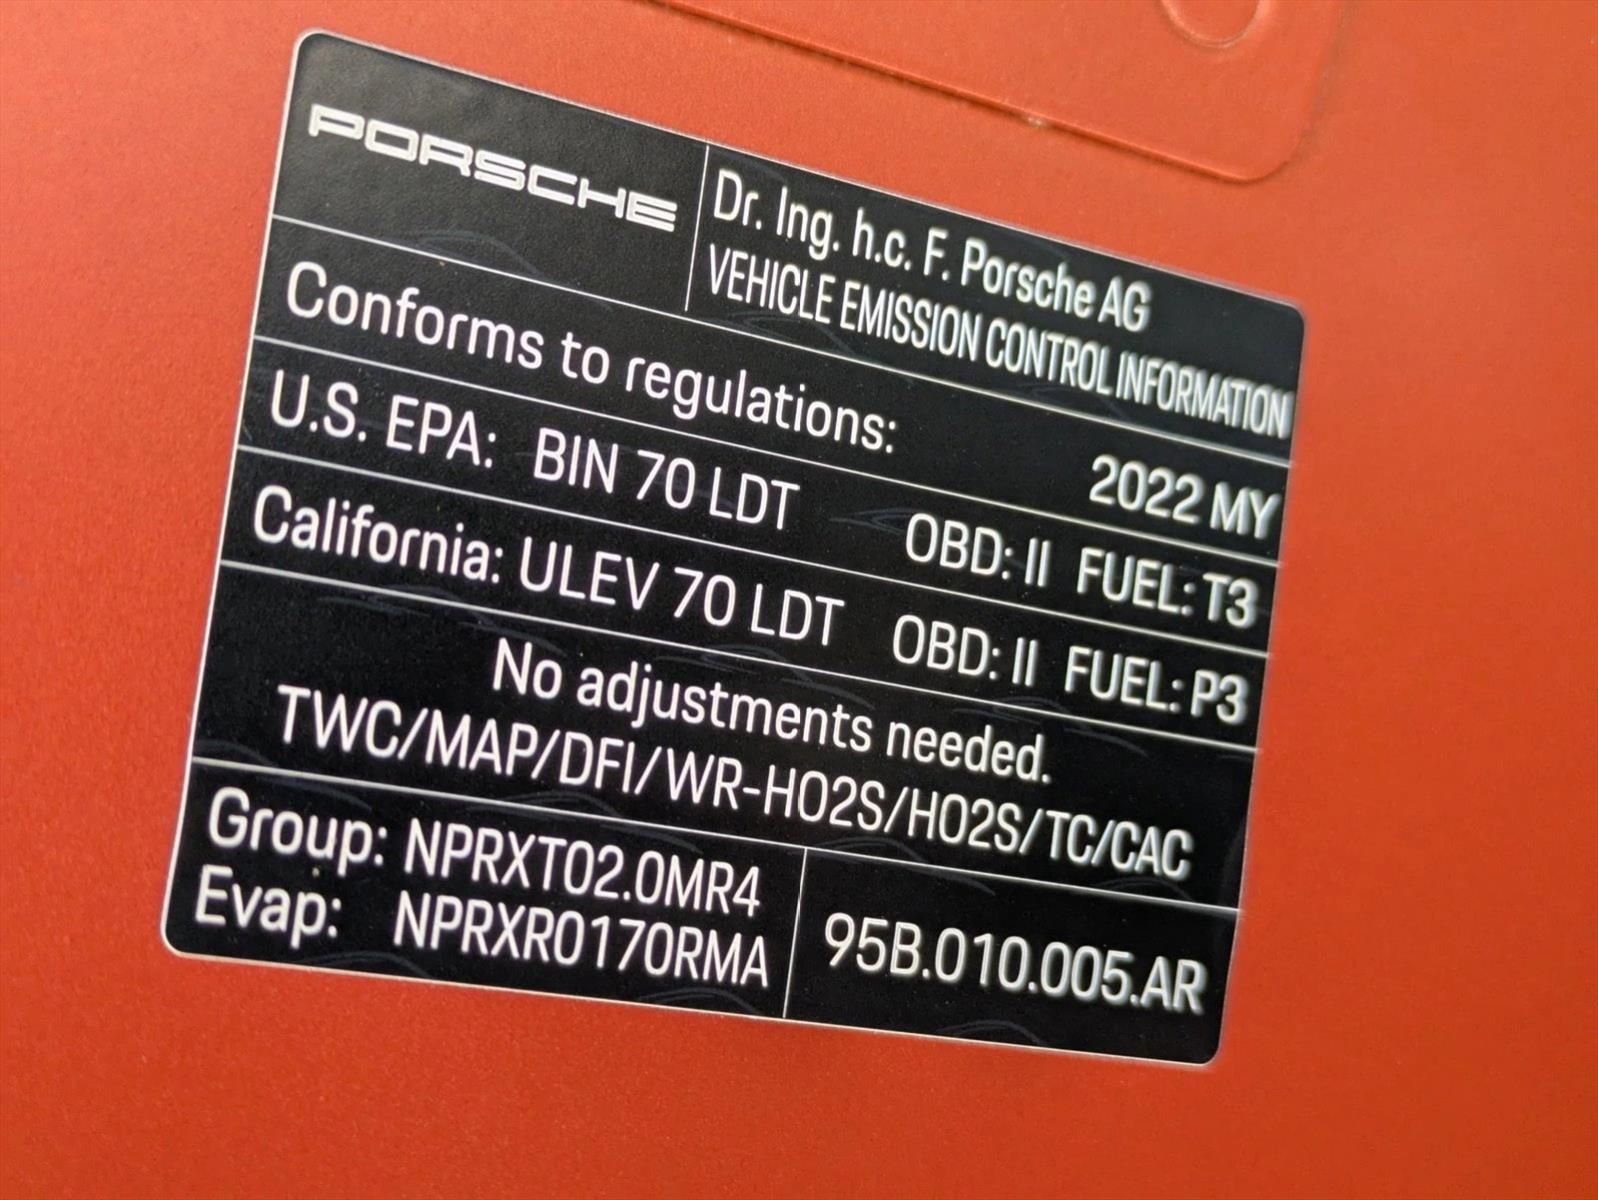 PORSCHE
Dr. Ing. h.c. F. Porsche AG
VEHICLE EMISSION CONTROL INFORMATION
Conforms to regulations: 2022 MY
U.S. EPA: BIN 70 LDT OBD: II FUEL: T3
California: ULEV 70 LDT OBD: II FUEL: P3
No adjustments needed.
TWC/MAP/DFI/WR-HO2S/HO2S/TC/CAC
Group: NPRXT02.0MR4
Evap: NPRXR0170RMA
95B.010.005.AR